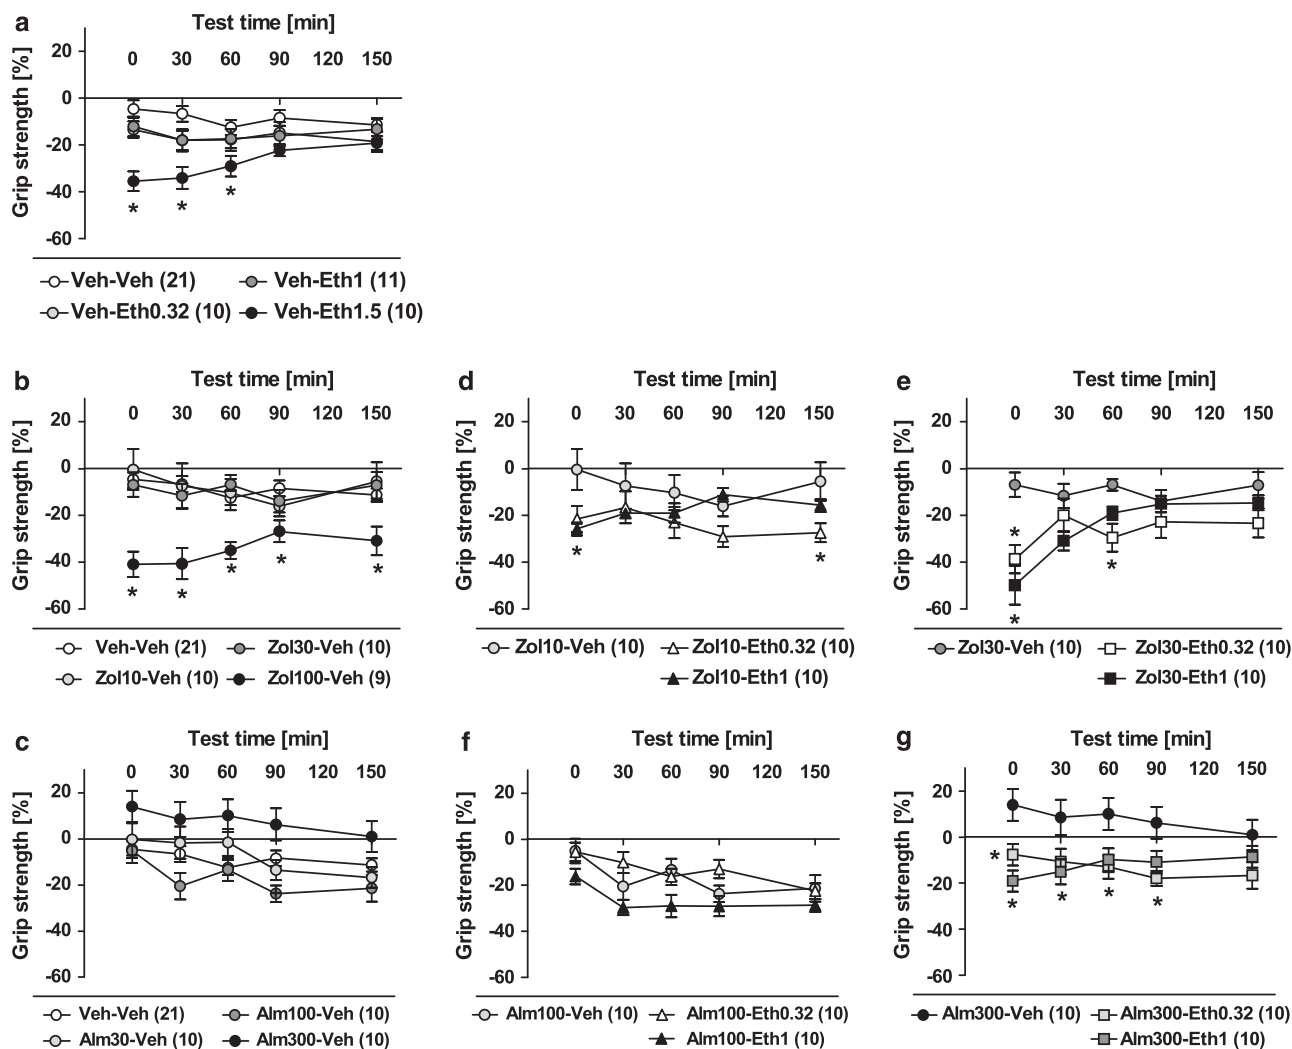 a
Test time [min]
0 30 60 90 120 150
Grip strength [%]
20
0
-20
-40
-60
* * *
Veh-Veh (21) Veh-Eth1 (11)
Veh-Eth0.32 (10) Veh-Eth1.5 (10)
b
Test time [min]
0 30 60 90 120 150
Grip strength [%]
20
0
-20
-40
-60
* * * * *
Veh-Veh (21) Zol30-Veh (10)
Zol10-Veh (10) Zol100-Veh (9)
d
Test time [min]
0 30 60 90 120 150
Grip strength [%]
20
0
-20
-40
-60
* *
Zol10-Veh (10) Zol10-Eth0.32 (10)
Zol10-Eth1 (10)
e
Test time [min]
0 30 60 90 120 150
Grip strength [%]
20
0
-20
-40
-60
* * *
Zol30-Veh (10) Zol30-Eth0.32 (10)
Zol30-Eth1 (10)
c
Test time [min]
0 30 60 90 120 150
Grip strength [%]
20
0
-20
-40
-60
Veh-Veh (21) Alm100-Veh (10)
Alm30-Veh (10) Alm300-Veh (10)
f
Test time [min]
0 30 60 90 120 150
Grip strength [%]
20
0
-20
-40
-60
Alm100-Veh (10) Alm100-Eth0.32 (10)
Alm100-Eth1 (10)
g
Test time [min]
0 30 60 90 120 150
Grip strength [%]
20
0
-20
-40
-60
* * * * *
Alm300-Veh (10) Alm300-Eth0.32 (10)
Alm300-Eth1 (10)